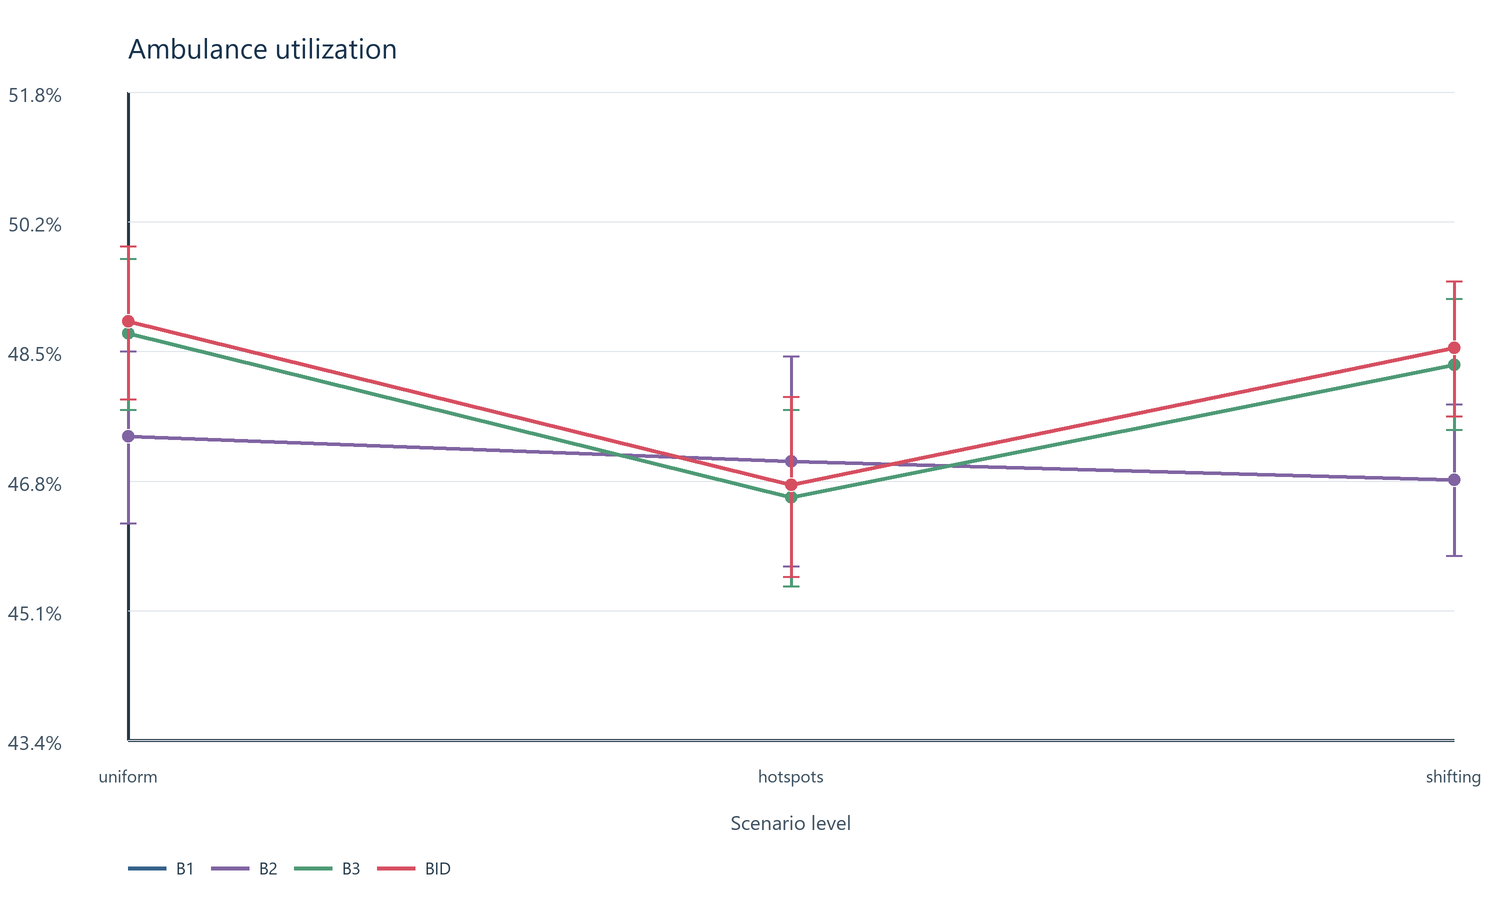 Ambulance utilization
51.8%
50.2%
48.5%
46.8%
45.1%
43.4%
uniform hotspots shifting
Scenario level
B1 B2 B3 BID